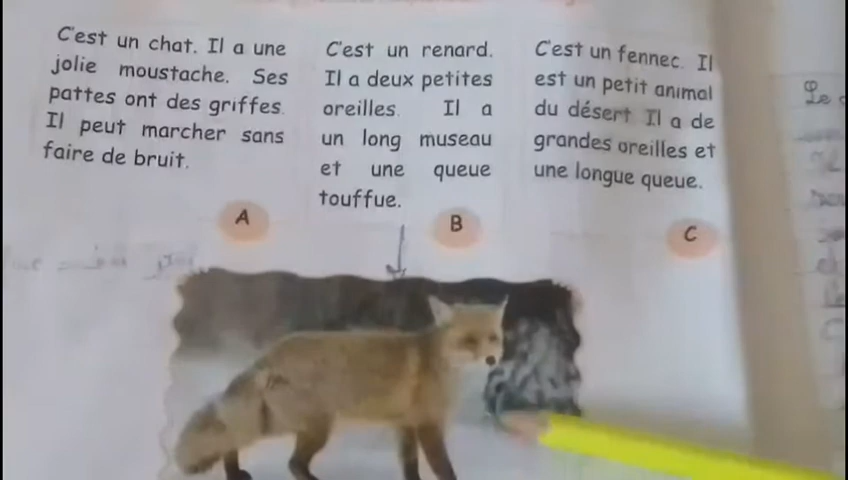 C'est un chat. Il a une
jolie moustache. Ses
pattes ont des griffes.
Il peut marcher sans
faire de bruit.
A
C'est un renard.
Il a deux petites
oreilles. Il a
un long museau
et une queue
touffue.
B
C'est un fennec. Il
est un petit animal
du désert Il a de
grandes oreilles et
une longue queue.
C
Le